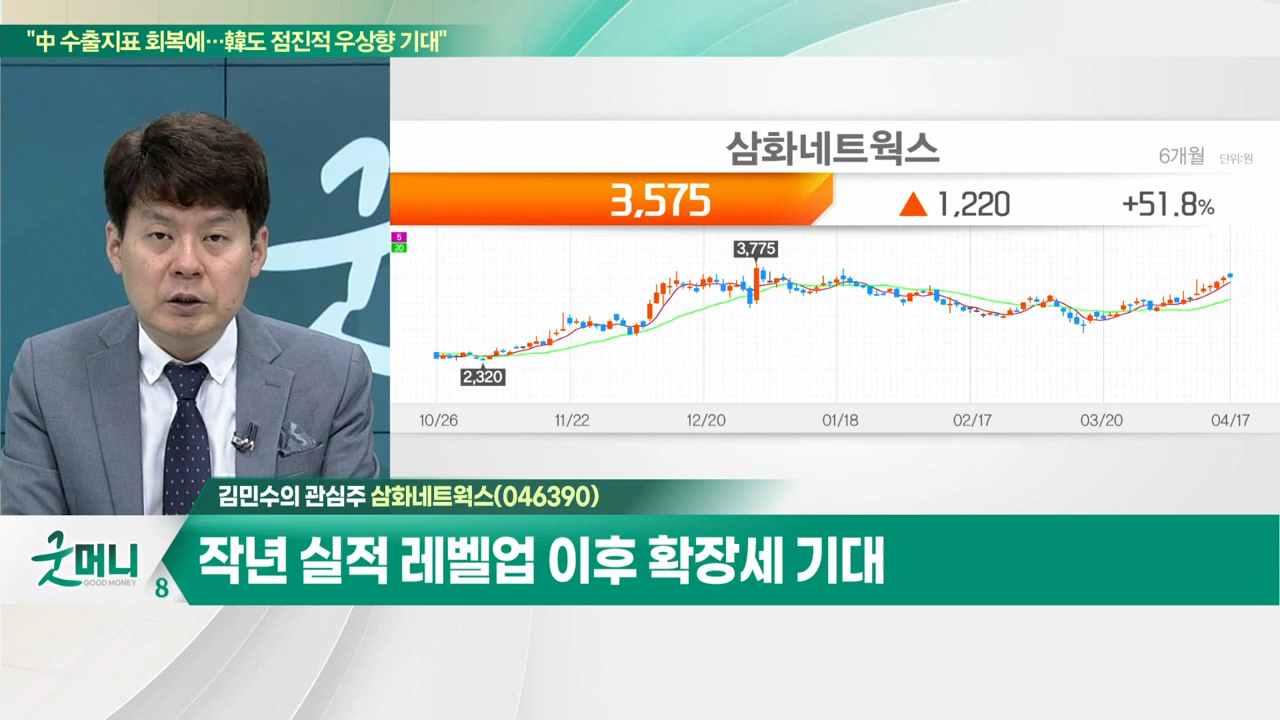 "中 수출지표 회복에…韓도 점진적 우상향 기대"
삼화네트웍스
6개월 단위:원
3,575 ▲ 1,220 +51.8%
5
20
3,775
2,320
10/26 11/22 12/20 01/18 02/17 03/20 04/17
김민수의 관심주 삼화네트웍스(046390)
작년 실적 레벨업 이후 확장세 기대
굿머니
GOOD MONEY
8